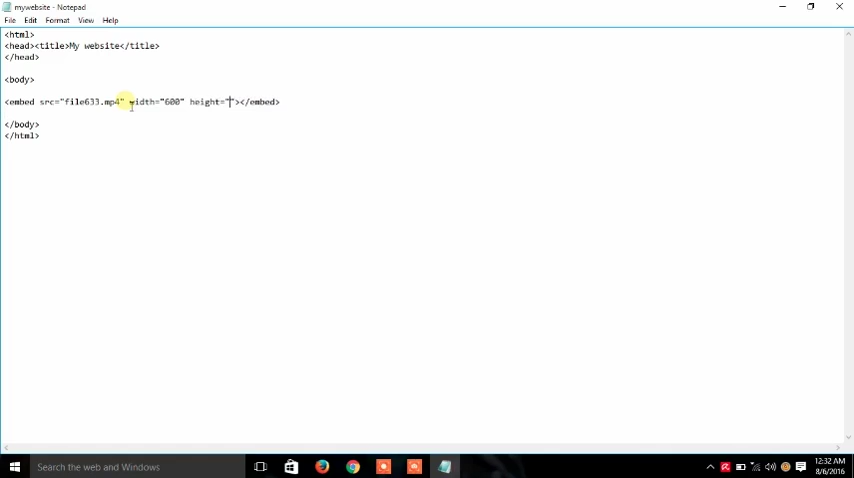 mywebsite - Notepad
File Edit Format View Help
<html>
<head><title>My website</title>
</head>
<body>
<embed src="file633.mp4" width="600" height=""></embed>
</body>
</html>
Search the web and Windows
12:32 AM
8/6/2016